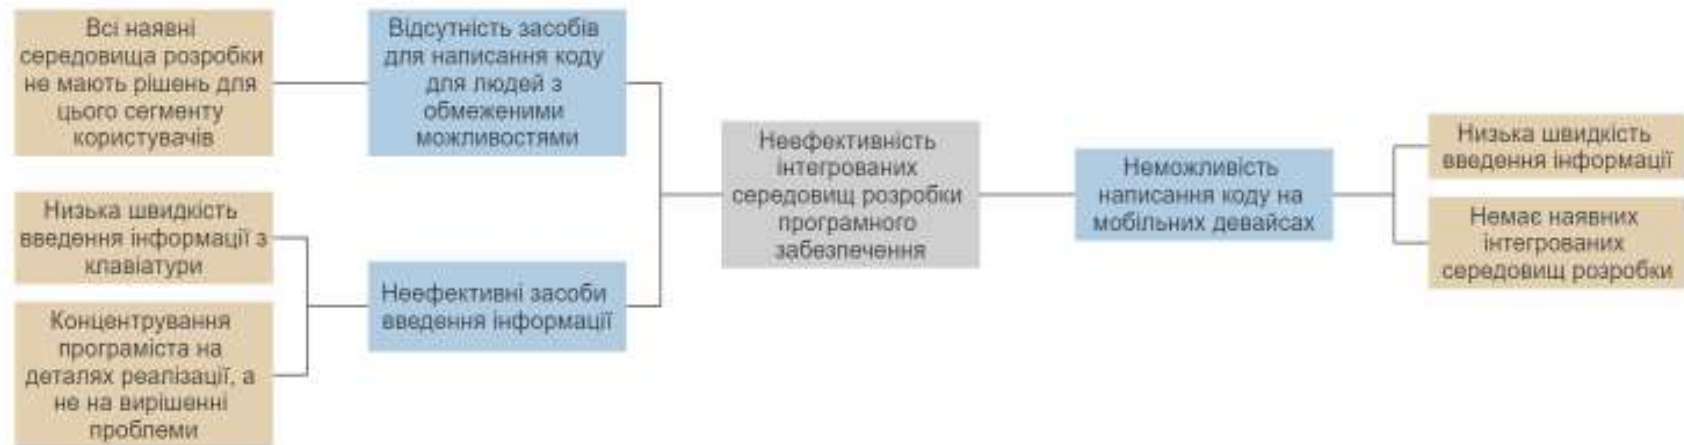 Всі наявні
середовища розробки
не мають рішень для
цього сегменту
користувачів
Відсутність засобів
для написання коду
для людей з
обмеженими
можливостями
Низька швидкість
введення інформації з
клавіатури
Концентрування
програміста на
деталях реалізації, а
не на вирішенні
проблеми
Неефективні засоби
введення інформації
Неефективність
інтегрованих
середовищ розробки
програмного
забезпечення
Неможливість
написання коду на
мобільних девайсах
Низька швидкість
введення інформації
Немає наявних
інтегрованих
середовищ розробки